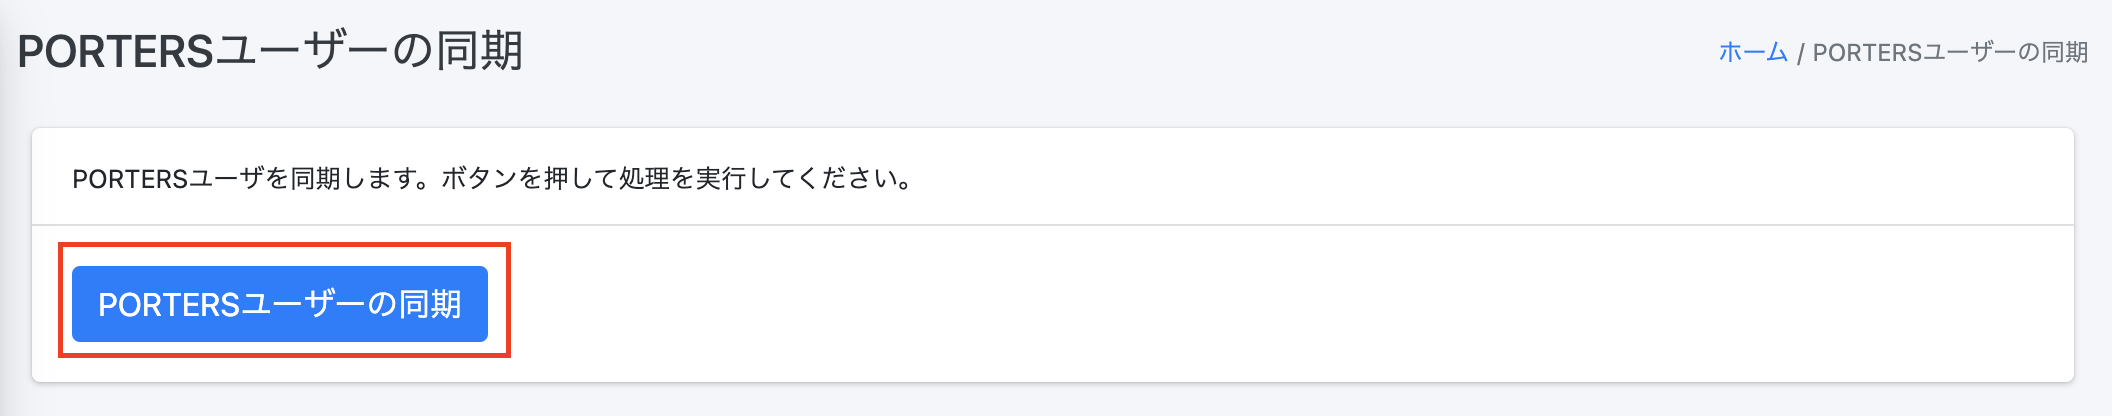 PORTERSユーザーの同期
ホーム / PORTERSユーザーの同期
PORTERSユーザを同期します。ボタンを押して処理を実行してください。
PORTERSユーザーの同期